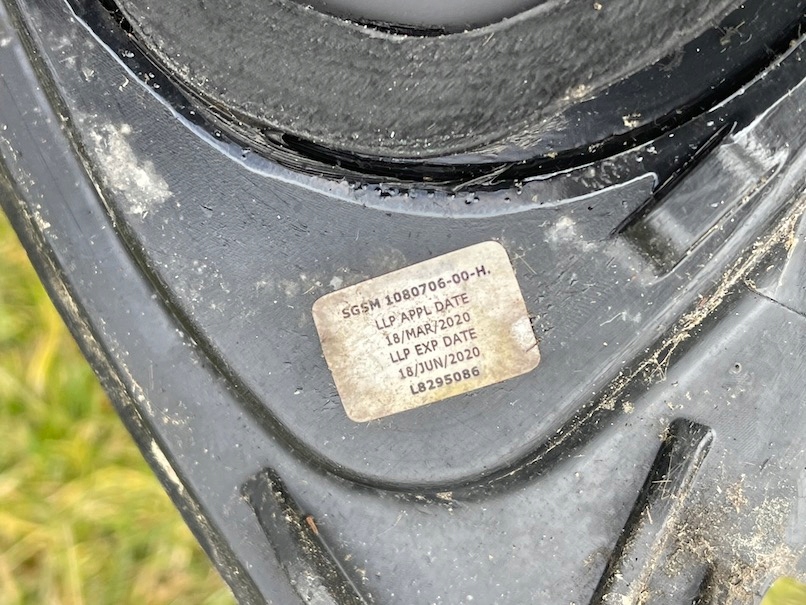 SGSM 1080706-00-H.
LLP APPL DATE
18/MAR/2020
LLP EXP DATE
18/JUN/2020
L8295086